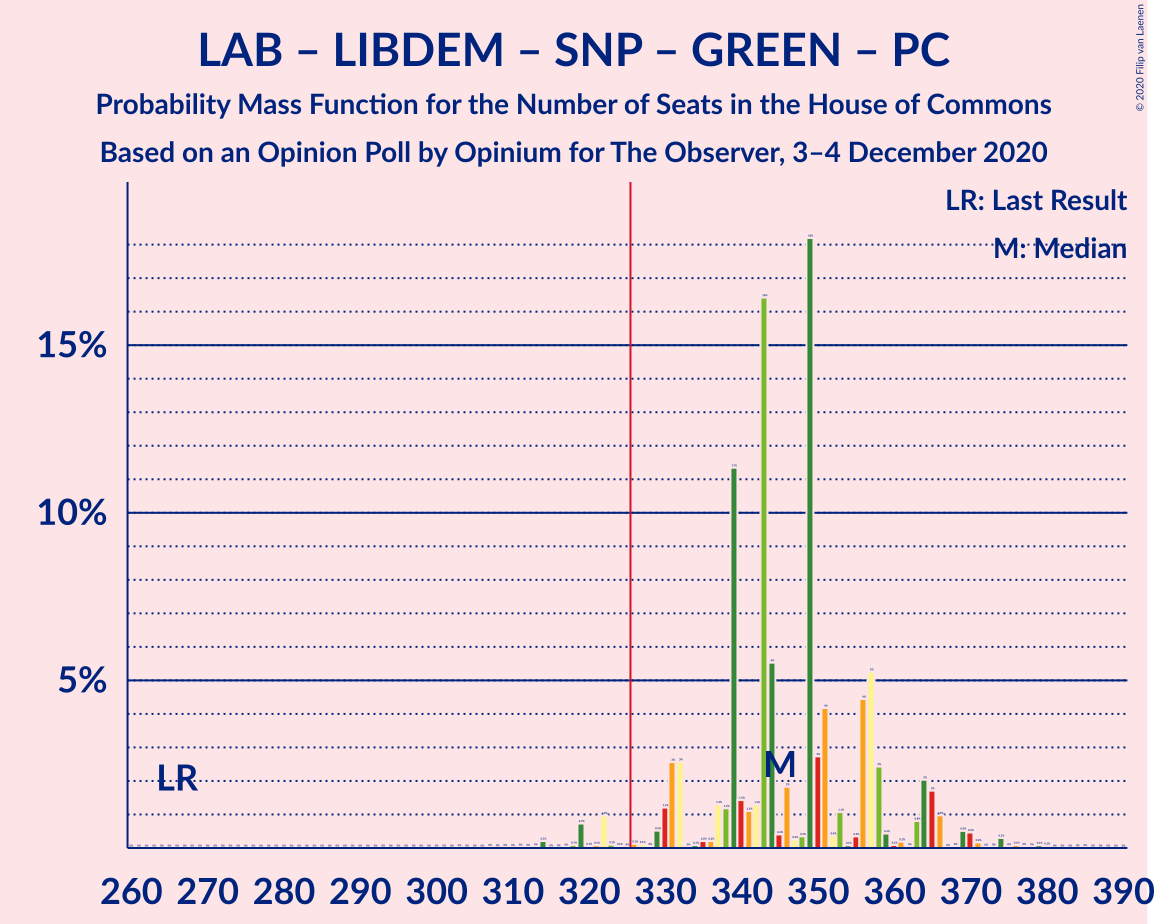 LAB – LIBDEM – SNP – GREEN – PC
Probability Mass Function for the Number of Seats in the House of Commons
Based on an Opinion Poll by Opinium for The Observer, 3–4 December 2020
© 2020 Filip van Laenen
LR: Last Result
M: Median
15%
10%
5%
LR
M
260 270 280 290 300 310 320 330 340 350 360 370 380 390